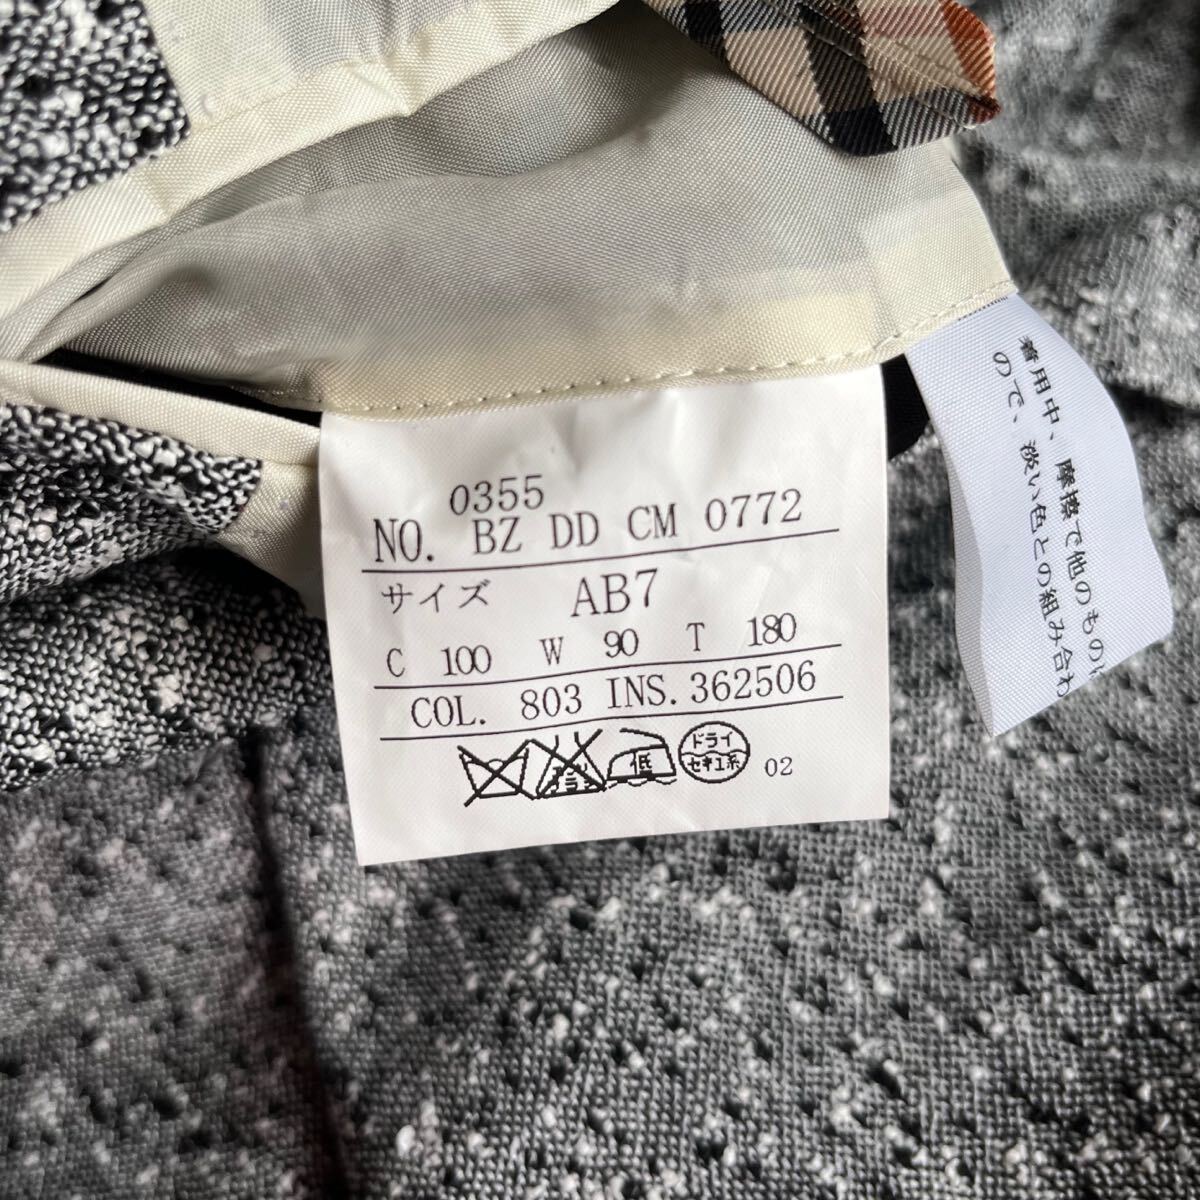 0355
NO. BZ DD CM 0772
サイズ AB7
C 100 W 90 T 180
COL. 803 INS. 362506
低
ドライ
セキユ系
02
着用中、摩擦で他のもの
ので、淡い色との組み合わ